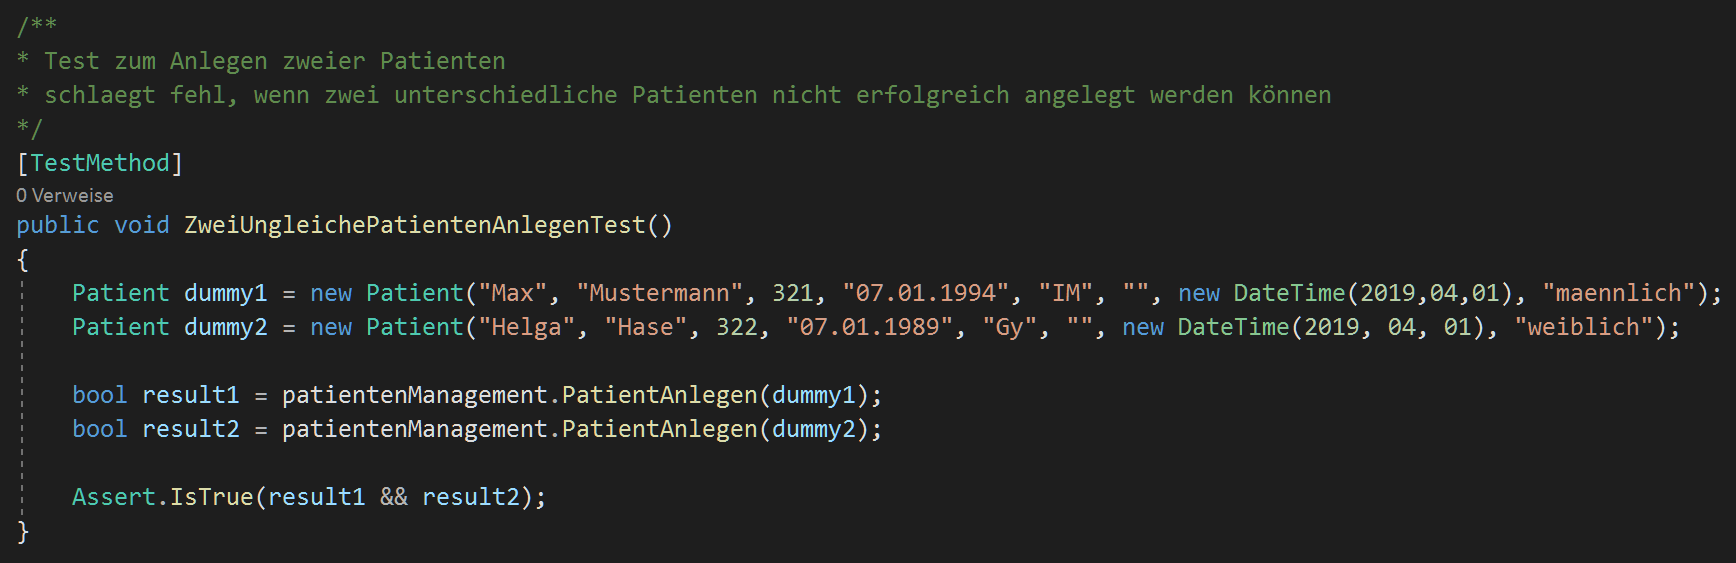 /**
* Test zum Anlegen zweier Patienten
* schlaegt fehl, wenn zwei unterschiedliche Patienten nicht erfolgreich angelegt werden können
*/
[TestMethod]
0 Verweise
public void ZweiUngleichePatientenAnlegenTest()
{
    Patient dummy1 = new Patient("Max", "Mustermann", 321, "07.01.1994", "IM", "", new DateTime(2019,04,01), "maennlich");
    Patient dummy2 = new Patient("Helga", "Hase", 322, "07.01.1989", "Gy", "", new DateTime(2019, 04, 01), "weiblich");

    bool result1 = patientenManagement.PatientAnlegen(dummy1);
    bool result2 = patientenManagement.PatientAnlegen(dummy2);

    Assert.IsTrue(result1 && result2);
}